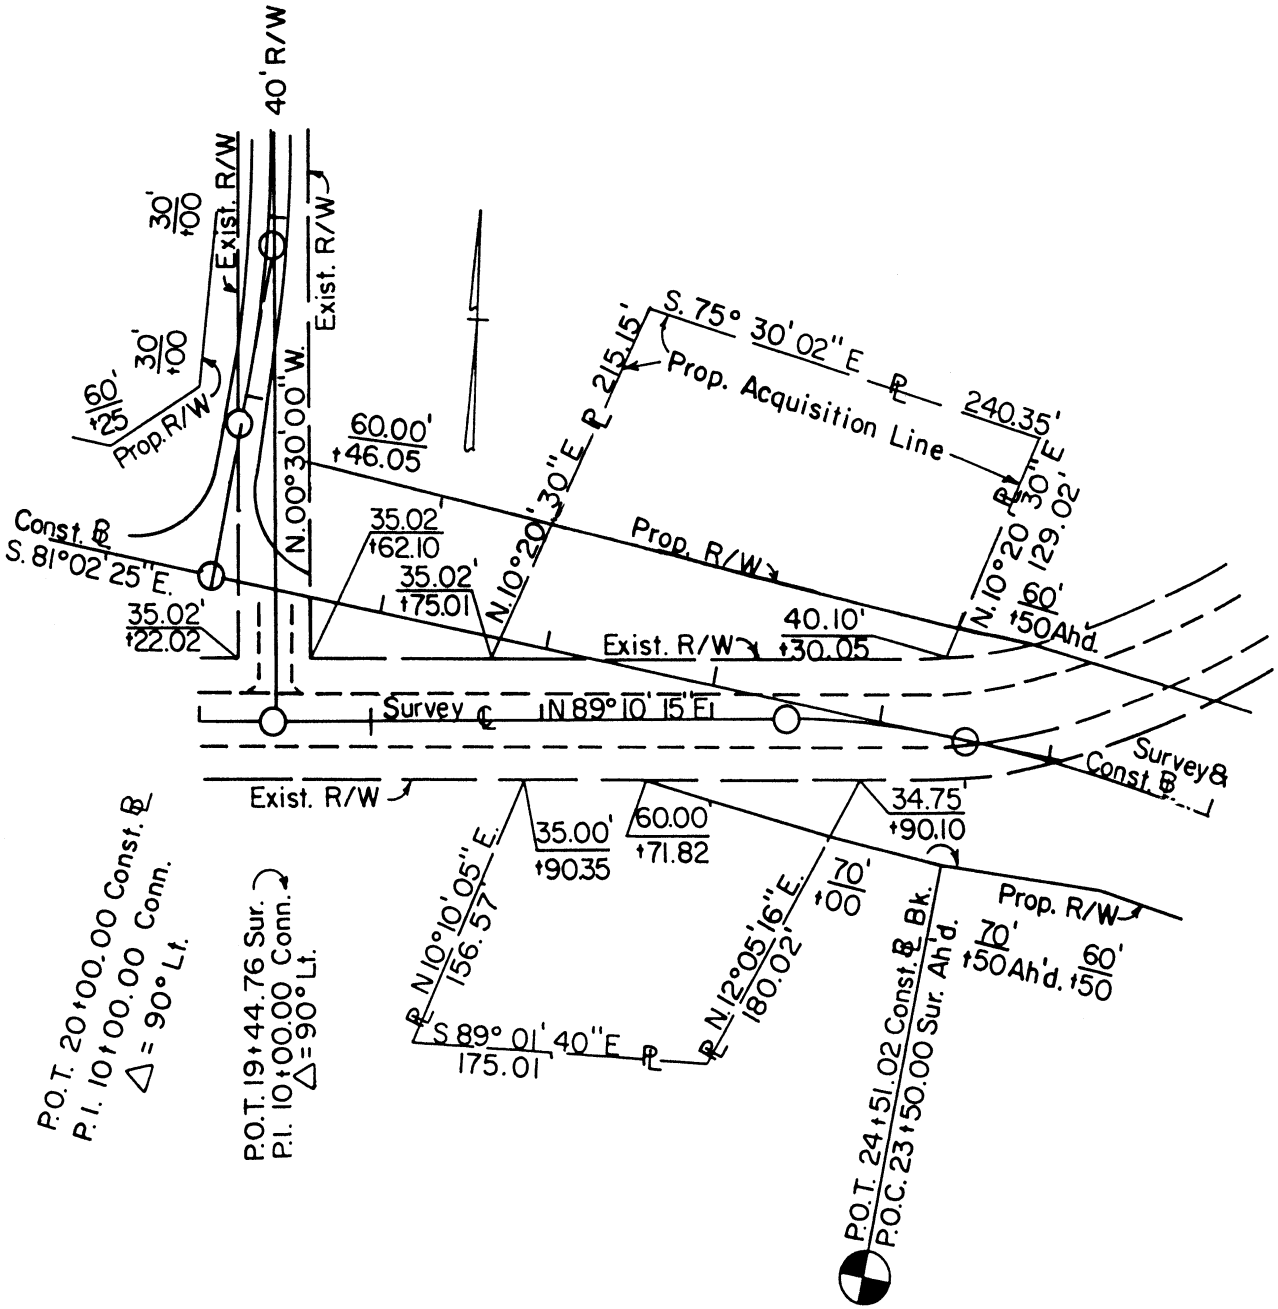 40' R/W
Exist. R/W
Exist. R/W
30'
+00
30'
+00
60'
+25
Prop. R/W
N.00°30'00"W.
60.00'
+46.05
S. 75° 30'02"E ℄
240.35'
Prop. Acquisition Line
N.10°20'30"E ℄ 215.15'
℄ N.10°20'30"E
129.02'
Const. ℄
S. 81°02'25"E.
35.02
+62.10
35.02'
+75.01
35.02'
+22.02
Prop. R/W
60'
+50Ah'd.
40.10'
+30.05
Exist. R/W
Survey ℄ N 89°10'15"E
Survey &
Const. ℄
Exist. R/W
34.75'
+90.10
35.00'
+90.35
60.00'
+71.82
70'
+00
Prop. R/W
70'
+50 Ah'd.
60'
+50
℄ N 10°10'05"E.
156.57'
℄ N 12°05'16"E.
180.02'
S 89° 01' 40"E ℄
175.01
P.O.T. 20+00.00 Const. ℄
P.I. 10+00.00 Conn.
△= 90° Lt.
P.O.T. 19+44.76 Sur.
P.I. 10+00.00 Conn.
△=90° Lt.
P.O.T. 24+51.02 Const. ℄ Bk.
P.O.C. 23+50.00 Sur. Ah'd.